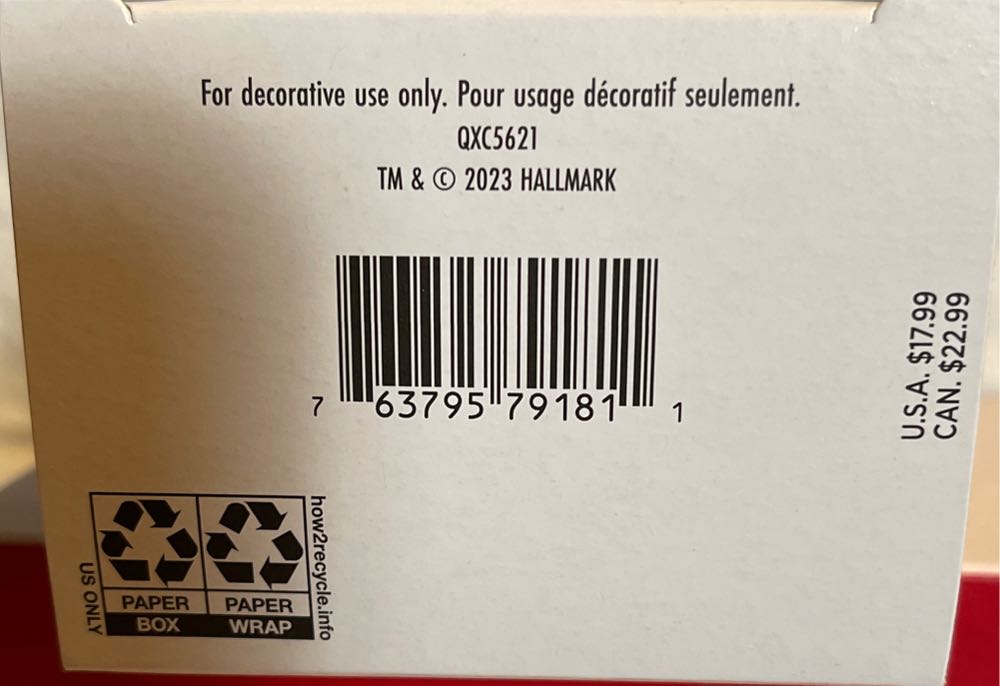 For decorative use only. Pour usage décoratif seulement.
QXC5621
TM & © 2023 HALLMARK
7 63795 79181 1
U.S.A. $17.99
CAN. $22.99
US ONLY
PAPER PAPER
BOX WRAP
how2recycle.info